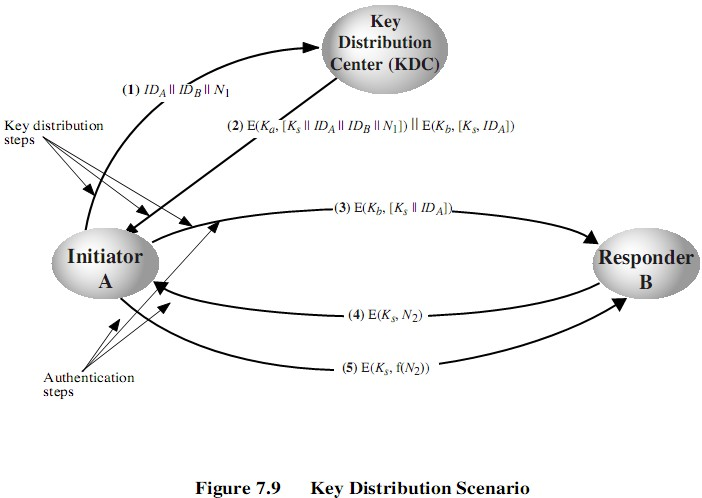 Key
Distribution
Center (KDC)
(1) ID_A || ID_B || N_1
Key distribution
steps
(2) E(K_a, [K_s || ID_A || ID_B || N_1]) || E(K_b, [K_s, ID_A])
(3) E(K_b, [K_s || ID_A])
Initiator
A
Responder
B
(4) E(K_s, N_2)
(5) E(K_s, f(N_2))
Authentication
steps
Figure 7.9 Key Distribution Scenario